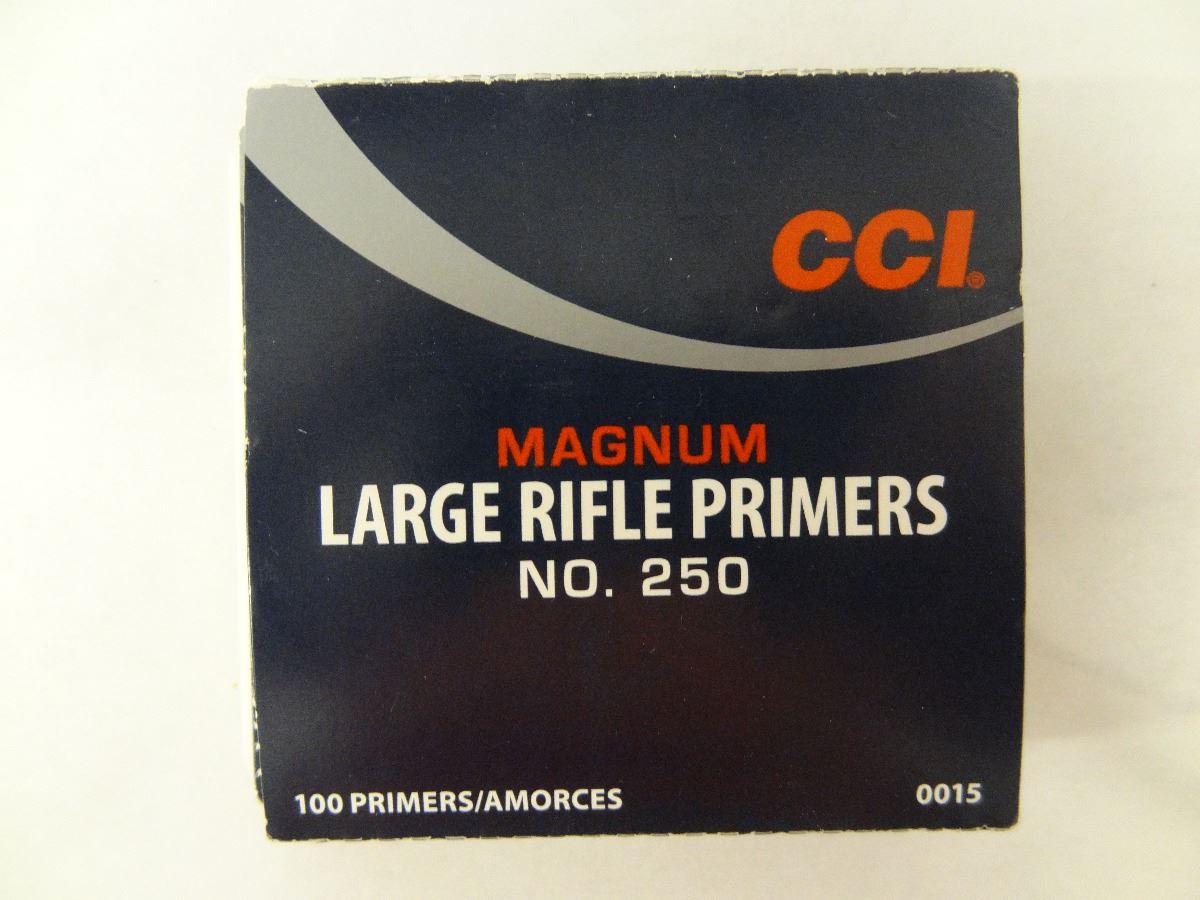 CCI®
MAGNUM
LARGE RIFLE PRIMERS
NO. 250
100 PRIMERS/AMORCES
0015